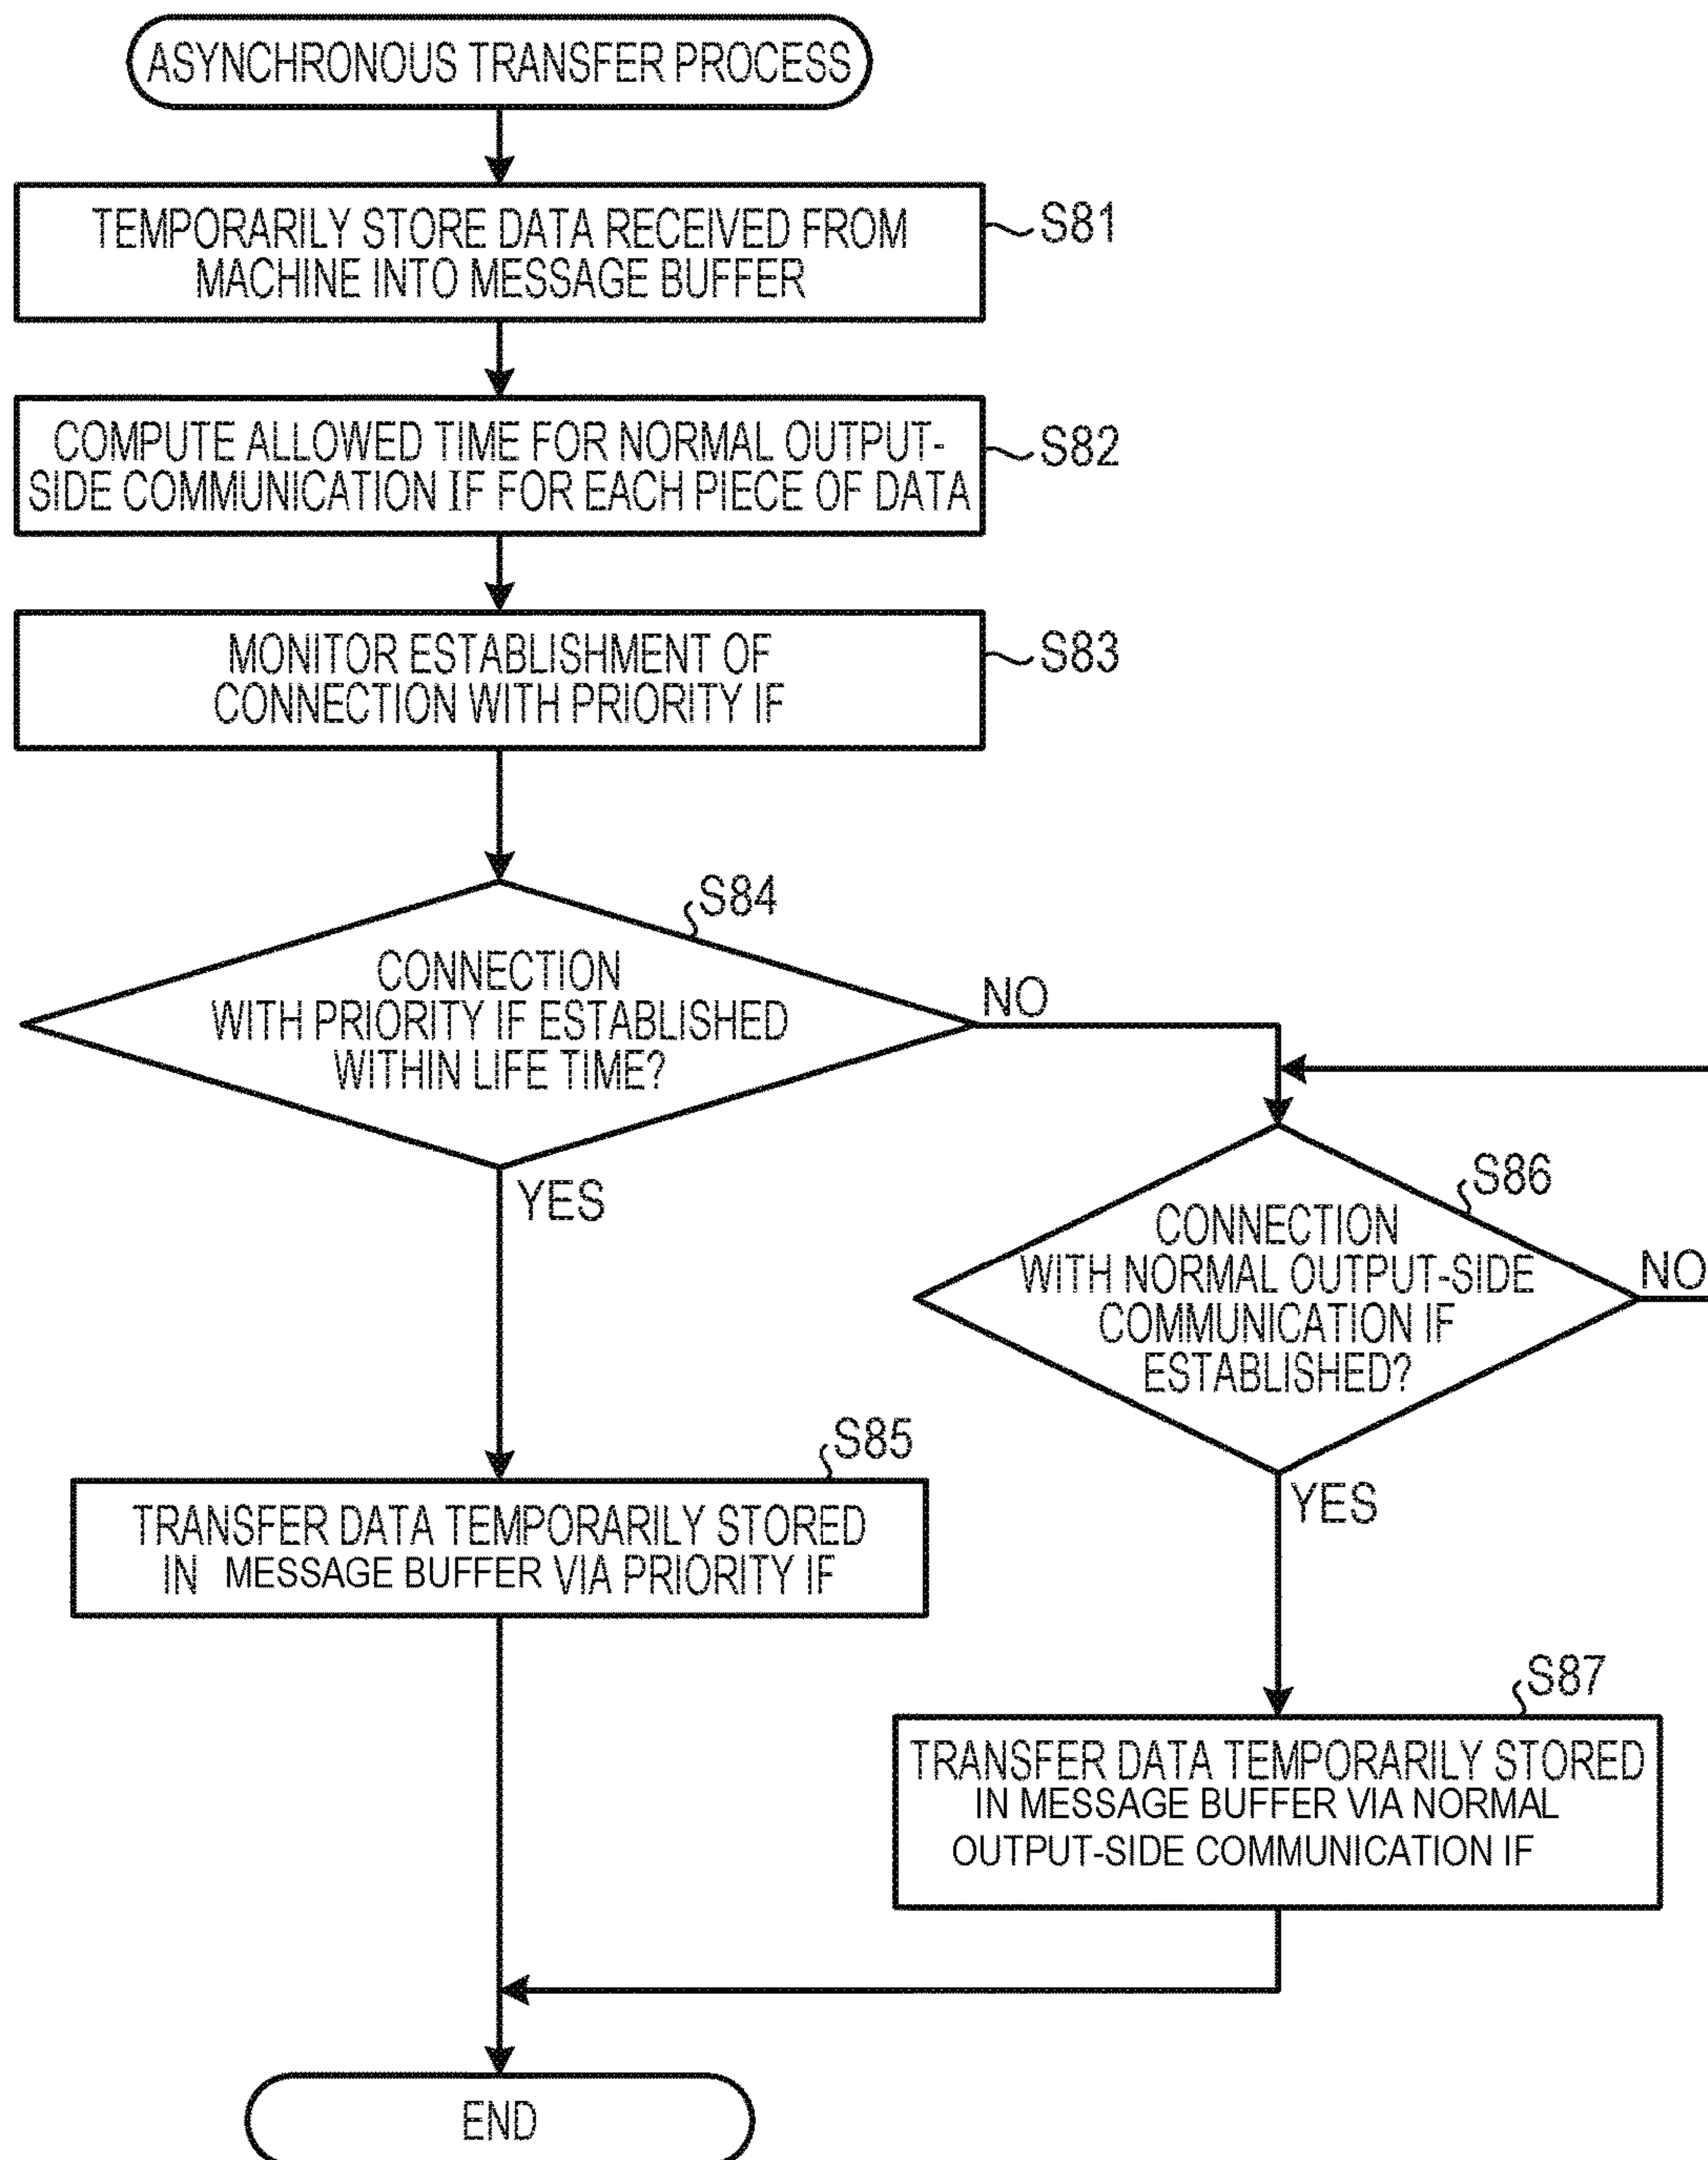 ASYNCHRONOUS TRANSFER PROCESS
TEMPORARILY STORE DATA RECEIVED FROM
MACHINE INTO MESSAGE BUFFER
S81
COMPUTE ALLOWED TIME FOR NORMAL OUTPUT-
SIDE COMMUNICATION IF FOR EACH PIECE OF DATA
S82
MONITOR ESTABLISHMENT OF
CONNECTION WITH PRIORITY IF
S83
S84
CONNECTION
WITH PRIORITY IF ESTABLISHED
WITHIN LIFE TIME?
NO
YES
S86
CONNECTION
WITH NORMAL OUTPUT-SIDE
COMMUNICATION IF
ESTABLISHED?
NO
YES
S85
TRANSFER DATA TEMPORARILY STORED
IN MESSAGE BUFFER VIA PRIORITY IF
S87
TRANSFER DATA TEMPORARILY STORED
IN MESSAGE BUFFER VIA NORMAL
OUTPUT-SIDE COMMUNICATION IF
END